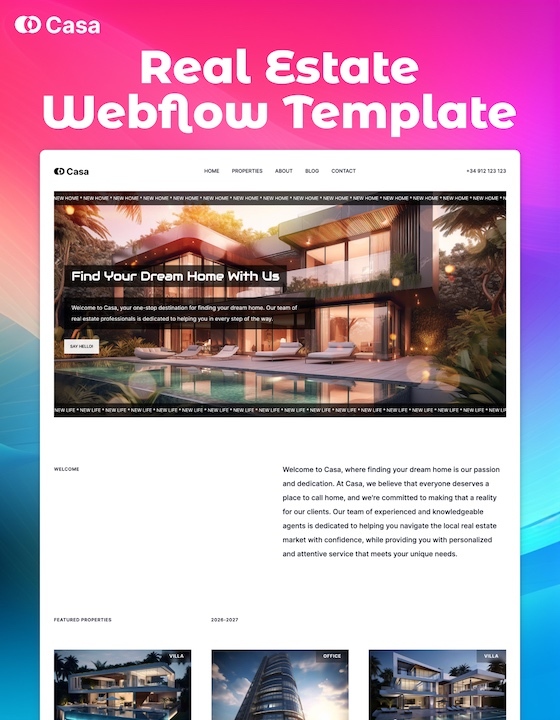 Casa
Real Estate
Webflow Template
Casa
HOME PROPERTIES ABOUT BLOG CONTACT +34 912 123 123
NEW HOME * NEW HOME * NEW HOME * NEW HOME * NEW HOME * NEW HOME * NEW HOME * NEW HOME * NEW HOME * NEW HOME * NEW HOME * NEW HOME * NEW HOME * NEW HOME * NEW HOME * N
Find Your Dream Home With Us
Welcome to Casa, your one-stop destination for finding your dream home. Our team of
real estate professionals is dedicated to helping you in every step of the way.
SAY HELLO!
NEW LIFE * NEW LIFE * NEW LIFE * NEW LIFE * NEW LIFE * NEW LIFE * NEW LIFE * NEW LIFE * NEW LIFE * NEW LIFE * NEW LIFE * NEW LIFE * NEW LIFE * NEW LIFE * NEW LIFE * NEW LIFE * NEW LIF
WELCOME
Welcome to Casa, where finding your dream home is our passion
and dedication. At Casa, we believe that everyone deserves a
place to call home, and we're committed to making that a reality
for our clients. Our team of experienced and knowledgeable
agents is dedicated to helping you navigate the local real estate
market with confidence, while providing you with personalized
and attentive service that meets your unique needs.
FEATURED PROPERTIES
2026-2027
VILLA
OFFICE
VILLA